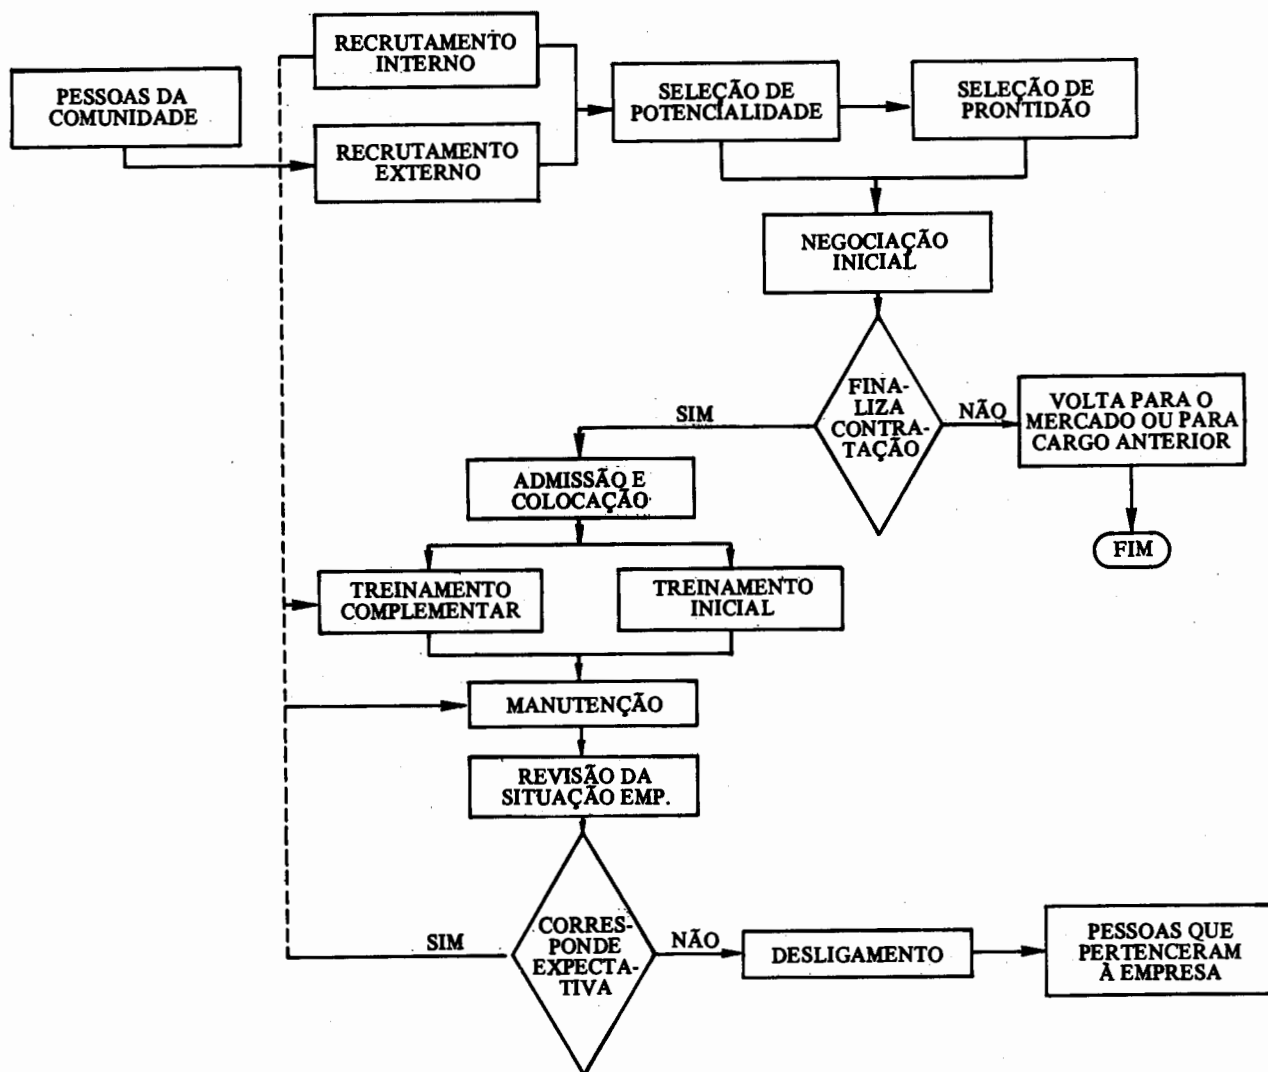 RECRUTAMENTO
INTERNO
PESSOAS DA
COMUNIDADE
RECRUTAMENTO
EXTERNO
SELEÇÃO DE
POTENCIALIDADE
SELEÇÃO DE
PRONTIDÃO
NEGOCIAÇÃO
INICIAL
FINA-
LIZA
CONTRA-
TAÇÃO
SIM
NÃO
VOLTA PARA O
MERCADO OU PARA
CARGO ANTERIOR
FIM
ADMISSÃO E
COLOCAÇÃO
TREINAMENTO
COMPLEMENTAR
TREINAMENTO
INICIAL
MANUTENÇÃO
REVISÃO DA
SITUAÇÃO EMP.
CORRES-
PONDE
EXPECTA-
TIVA
SIM
NÃO
DESLIGAMENTO
PESSOAS QUE
PERTENCERAM
À EMPRESA